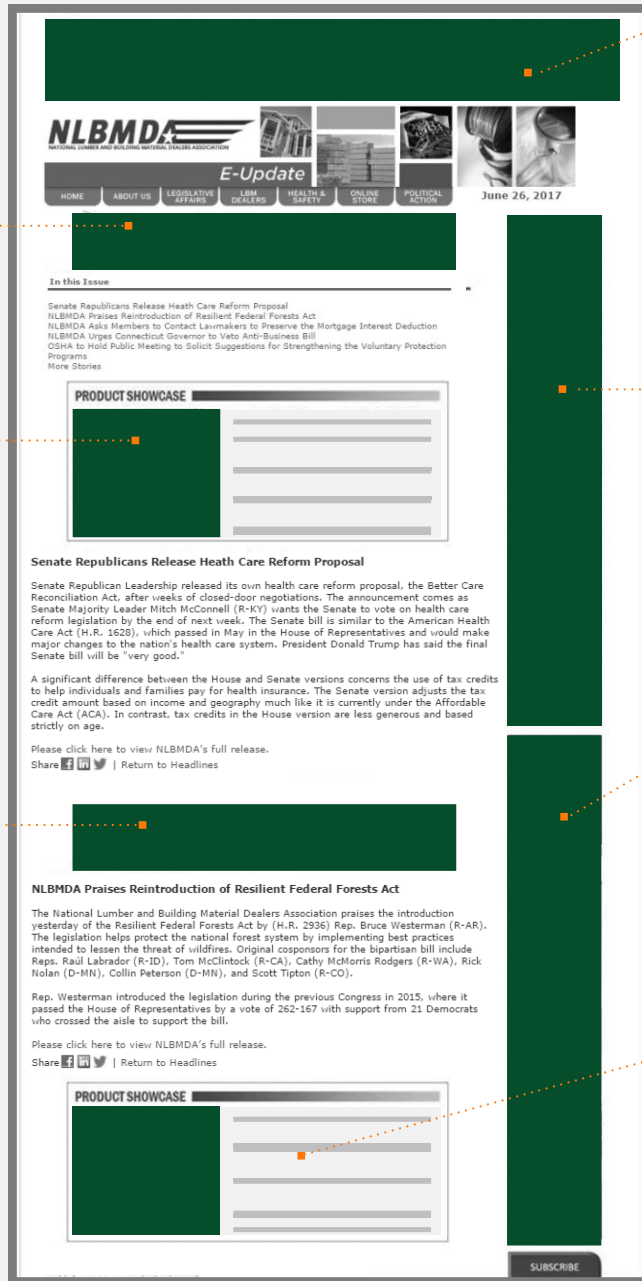 NLBMDA
NATIONAL LUMBER AND BUILDING MATERIAL DEALERS ASSOCIATION
E-Update
HOME
ABOUT US
LEGISLATIVE AFFAIRS
LBM DEALERS
HEALTH & SAFETY
ONLINE STORE
POLITICAL ACTION
June 26, 2017
In this Issue
Senate Republicans Release Heath Care Reform Proposal
NLBMDA Praises Reintroduction of Resilient Federal Forests Act
NLBMDA Asks Members to Contact Lawmakers to Preserve the Mortgage Interest Deduction
NLBMDA Urges Connecticut Governor to Veto Anti-Business Bill
OSHA to Hold Public Meeting to Solicit Suggestions for Strengthening the Voluntary Protection
Programs
More Stories
PRODUCT SHOWCASE
Senate Republicans Release Heath Care Reform Proposal
Senate Republican Leadership released its own health care reform proposal, the Better Care
Reconciliation Act, after weeks of closed-door negotiations. The announcement comes as
Senate Majority Leader Mitch McConnell (R-KY) wants the Senate to vote on health care
reform legislation by the end of next week. The Senate bill is similar to the American Health
Care Act (H.R. 1628), which passed in May in the House of Representatives and would make
major changes to the nation's health care system. President Donald Trump has said the final
Senate bill will be "very good."
A significant difference between the House and Senate versions concerns the use of tax credits
to help individuals and families pay for health insurance. The Senate version adjusts the tax
credit amount based on income and geography much like it is currently under the Affordable
Care Act (ACA). In contrast, tax credits in the House version are less generous and based
strictly on age.
Please click here to view NLBMDA's full release.
Share f in | Return to Headlines
NLBMDA Praises Reintroduction of Resilient Federal Forests Act
The National Lumber and Building Material Dealers Association praises the introduction
yesterday of the Resilient Federal Forests Act by (H.R. 2936) Rep. Bruce Westerman (R-AR).
The legislation helps protect the national forest system by implementing best practices
intended to lessen the threat of wildfires. Original cosponsors for the bipartisan bill include
Reps. Raúl Labrador (R-ID), Tom McClintock (R-CA), Cathy McMorris Rodgers (R-WA), Rick
Nolan (D-MN), Collin Peterson (D-MN), and Scott Tipton (R-CO).
Rep. Westerman introduced the legislation during the previous Congress in 2015, where it
passed the House of Representatives by a vote of 262-167 with support from 21 Democrats
who crossed the aisle to support the bill.
Please click here to view NLBMDA's full release.
Share f in | Return to Headlines
PRODUCT SHOWCASE
SUBSCRIBE